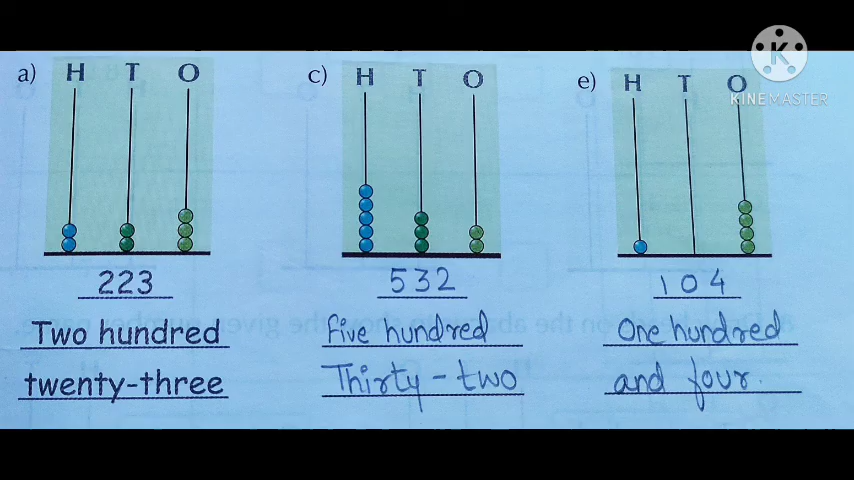 a) H T O
c) H T O
e) H T O
K
KINEMASTER
223
532
104
Two hundred
twenty-three
Five hundred
Thirty-two
One hundred
and four.